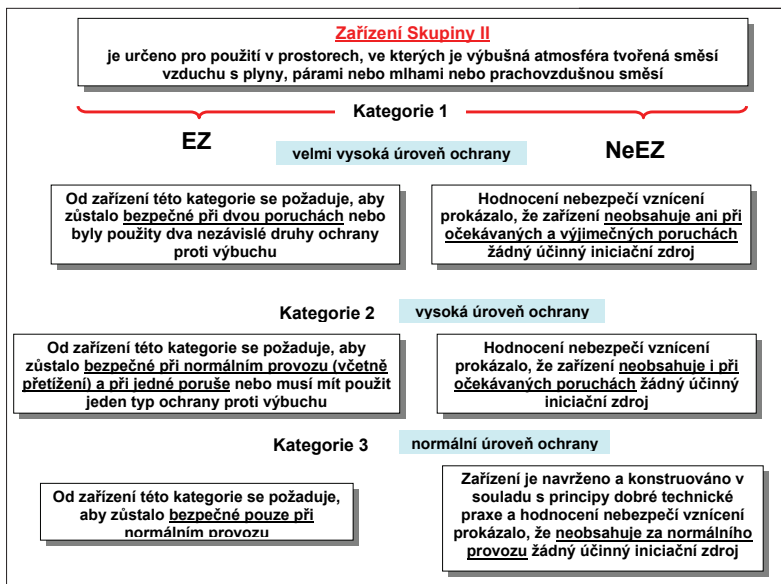 Zařízení Skupiny II
je určeno pro použití v prostorech, ve kterých je výbušná atmosféra tvořená směsí
vzduchu s plyny, párami nebo mlhami nebo prachovzdušnou směsí
Kategorie 1
EZ
velmi vysoká úroveň ochrany
NeEZ
Od zařízení této kategorie se požaduje, aby
zůstalo bezpečné při dvou poruchách nebo
byly použity dva nezávislé druhy ochrany
proti výbuchu
Hodnocení nebezpečí vznícení
prokázalo, že zařízení neobsahuje ani při
očekávaných a výjimečných poruchách
žádný účinný iniciační zdroj
Kategorie 2
vysoká úroveň ochrany
Od zařízení této kategorie se požaduje, aby
zůstalo bezpečné při normálním provozu (včetně
přetížení) a při jedné poruše nebo musí mít použit
jeden typ ochrany proti výbuchu
Hodnocení nebezpečí vznícení
prokázalo, že zařízení neobsahuje i při
očekávaných poruchách žádný účinný
iniciační zdroj
Kategorie 3
normální úroveň ochrany
Od zařízení této kategorie se požaduje,
aby zůstalo bezpečné pouze při
normálním provozu
Zařízení je navrženo a konstruováno v
souladu s principy dobré technické
praxe a hodnocení nebezpečí vznícení
prokázalo, že neobsahuje za normálního
provozu žádný účinný iniciační zdroj